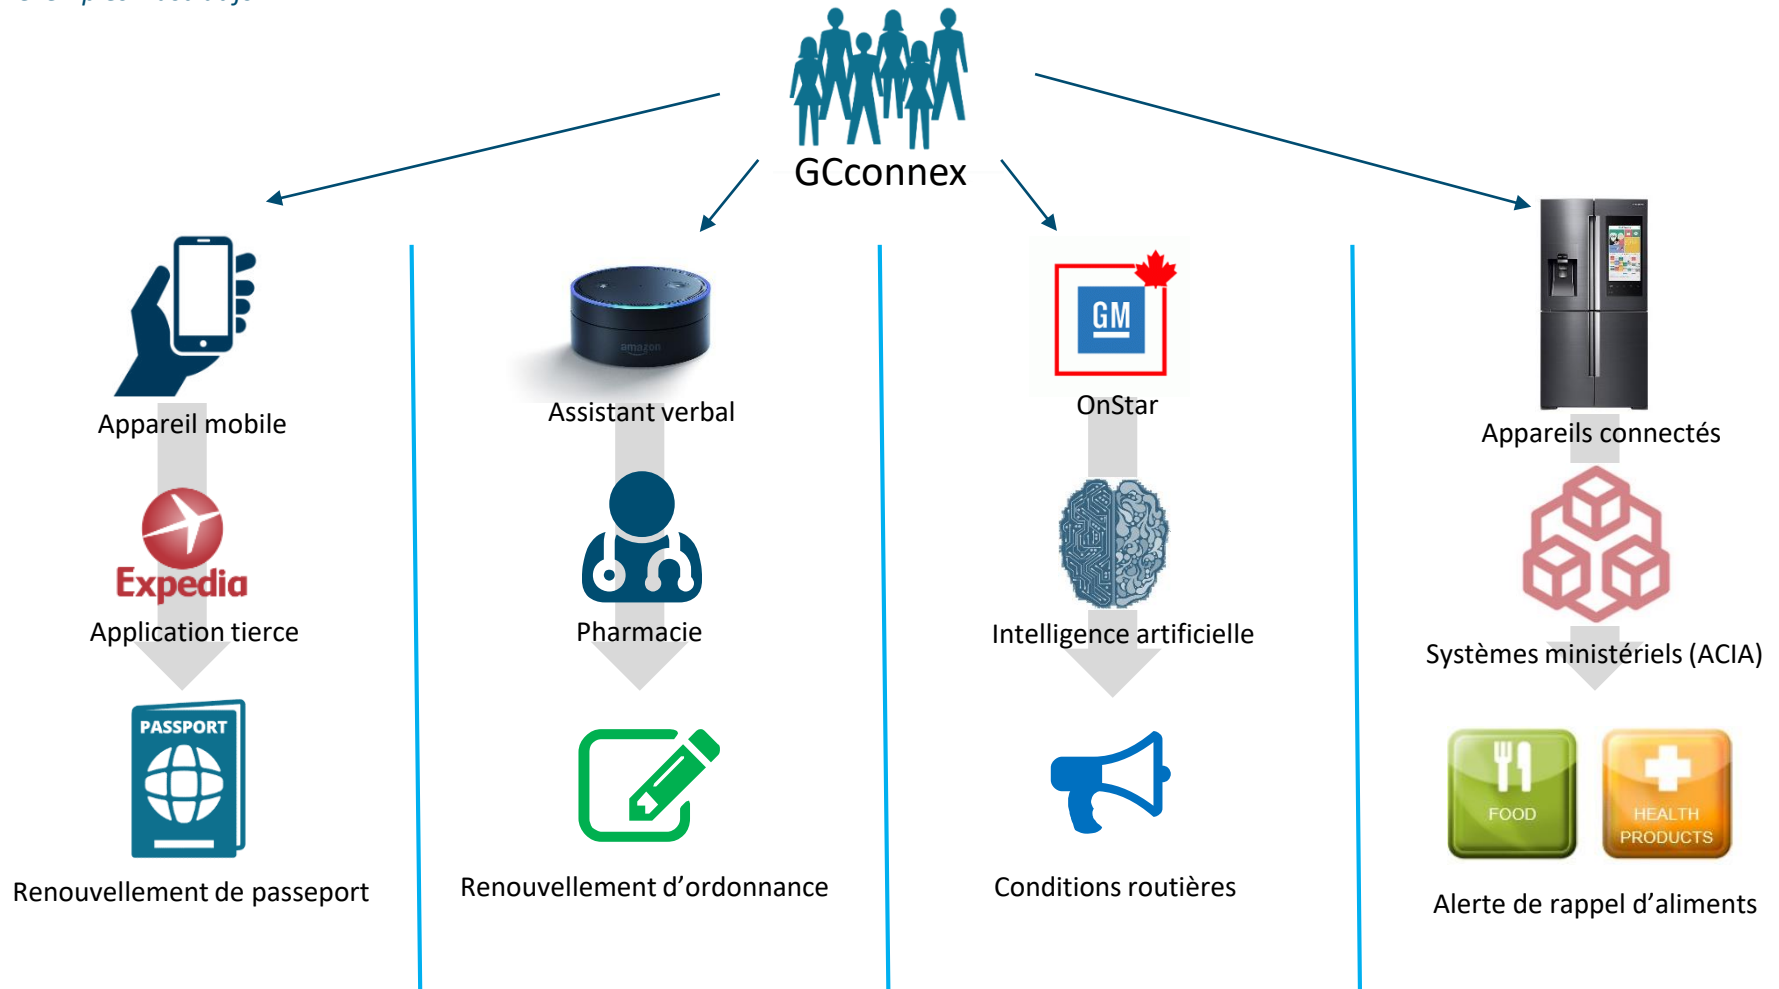 GCconnex
GM
amazon
Appareil mobile
Assistant verbal
OnStar
Appareils connectés
Expedia
Application tierce
Pharmacie
Intelligence artificielle
Systèmes ministériels (ACIA)
PASSPORT
FOOD
HEALTH
PRODUCTS
Renouvellement de passeport
Renouvellement d’ordonnance
Conditions routières
Alerte de rappel d’aliments